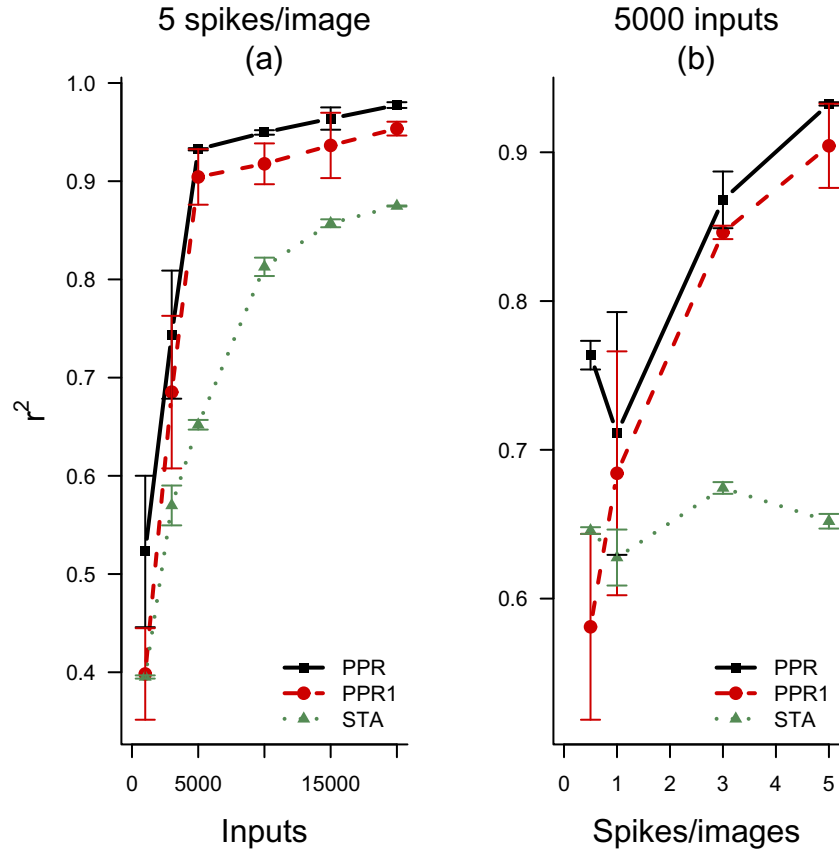 5 spikes/image
(a)
1.0
0.9
0.8
0.7
0.6
0.5
0.4
r²
PPR
PPR1
STA
0 5000 15000
Inputs
5000 inputs
(b)
0.9
0.8
0.7
0.6
PPR
PPR1
STA
0 1 2 3 4 5
Spikes/images